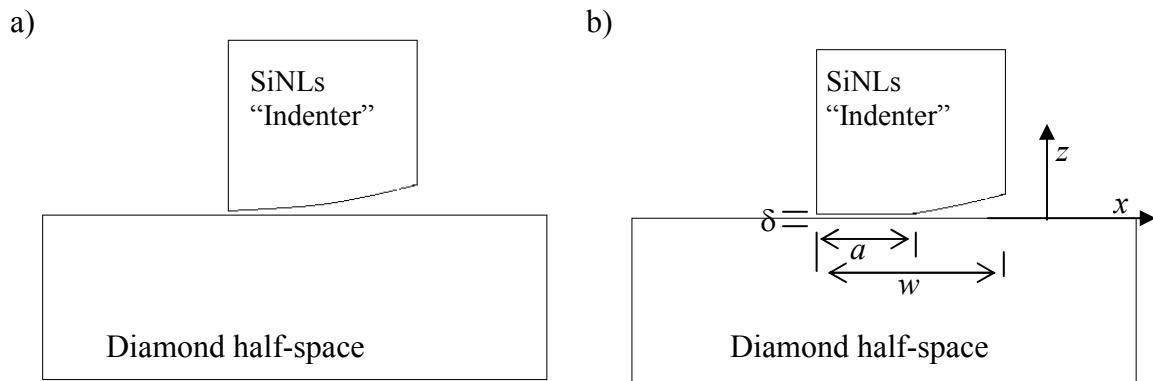 a)
SiNLs
“Indenter”
Diamond half-space
b)
SiNLs
“Indenter”
z
x
δ
a
w
Diamond half-space